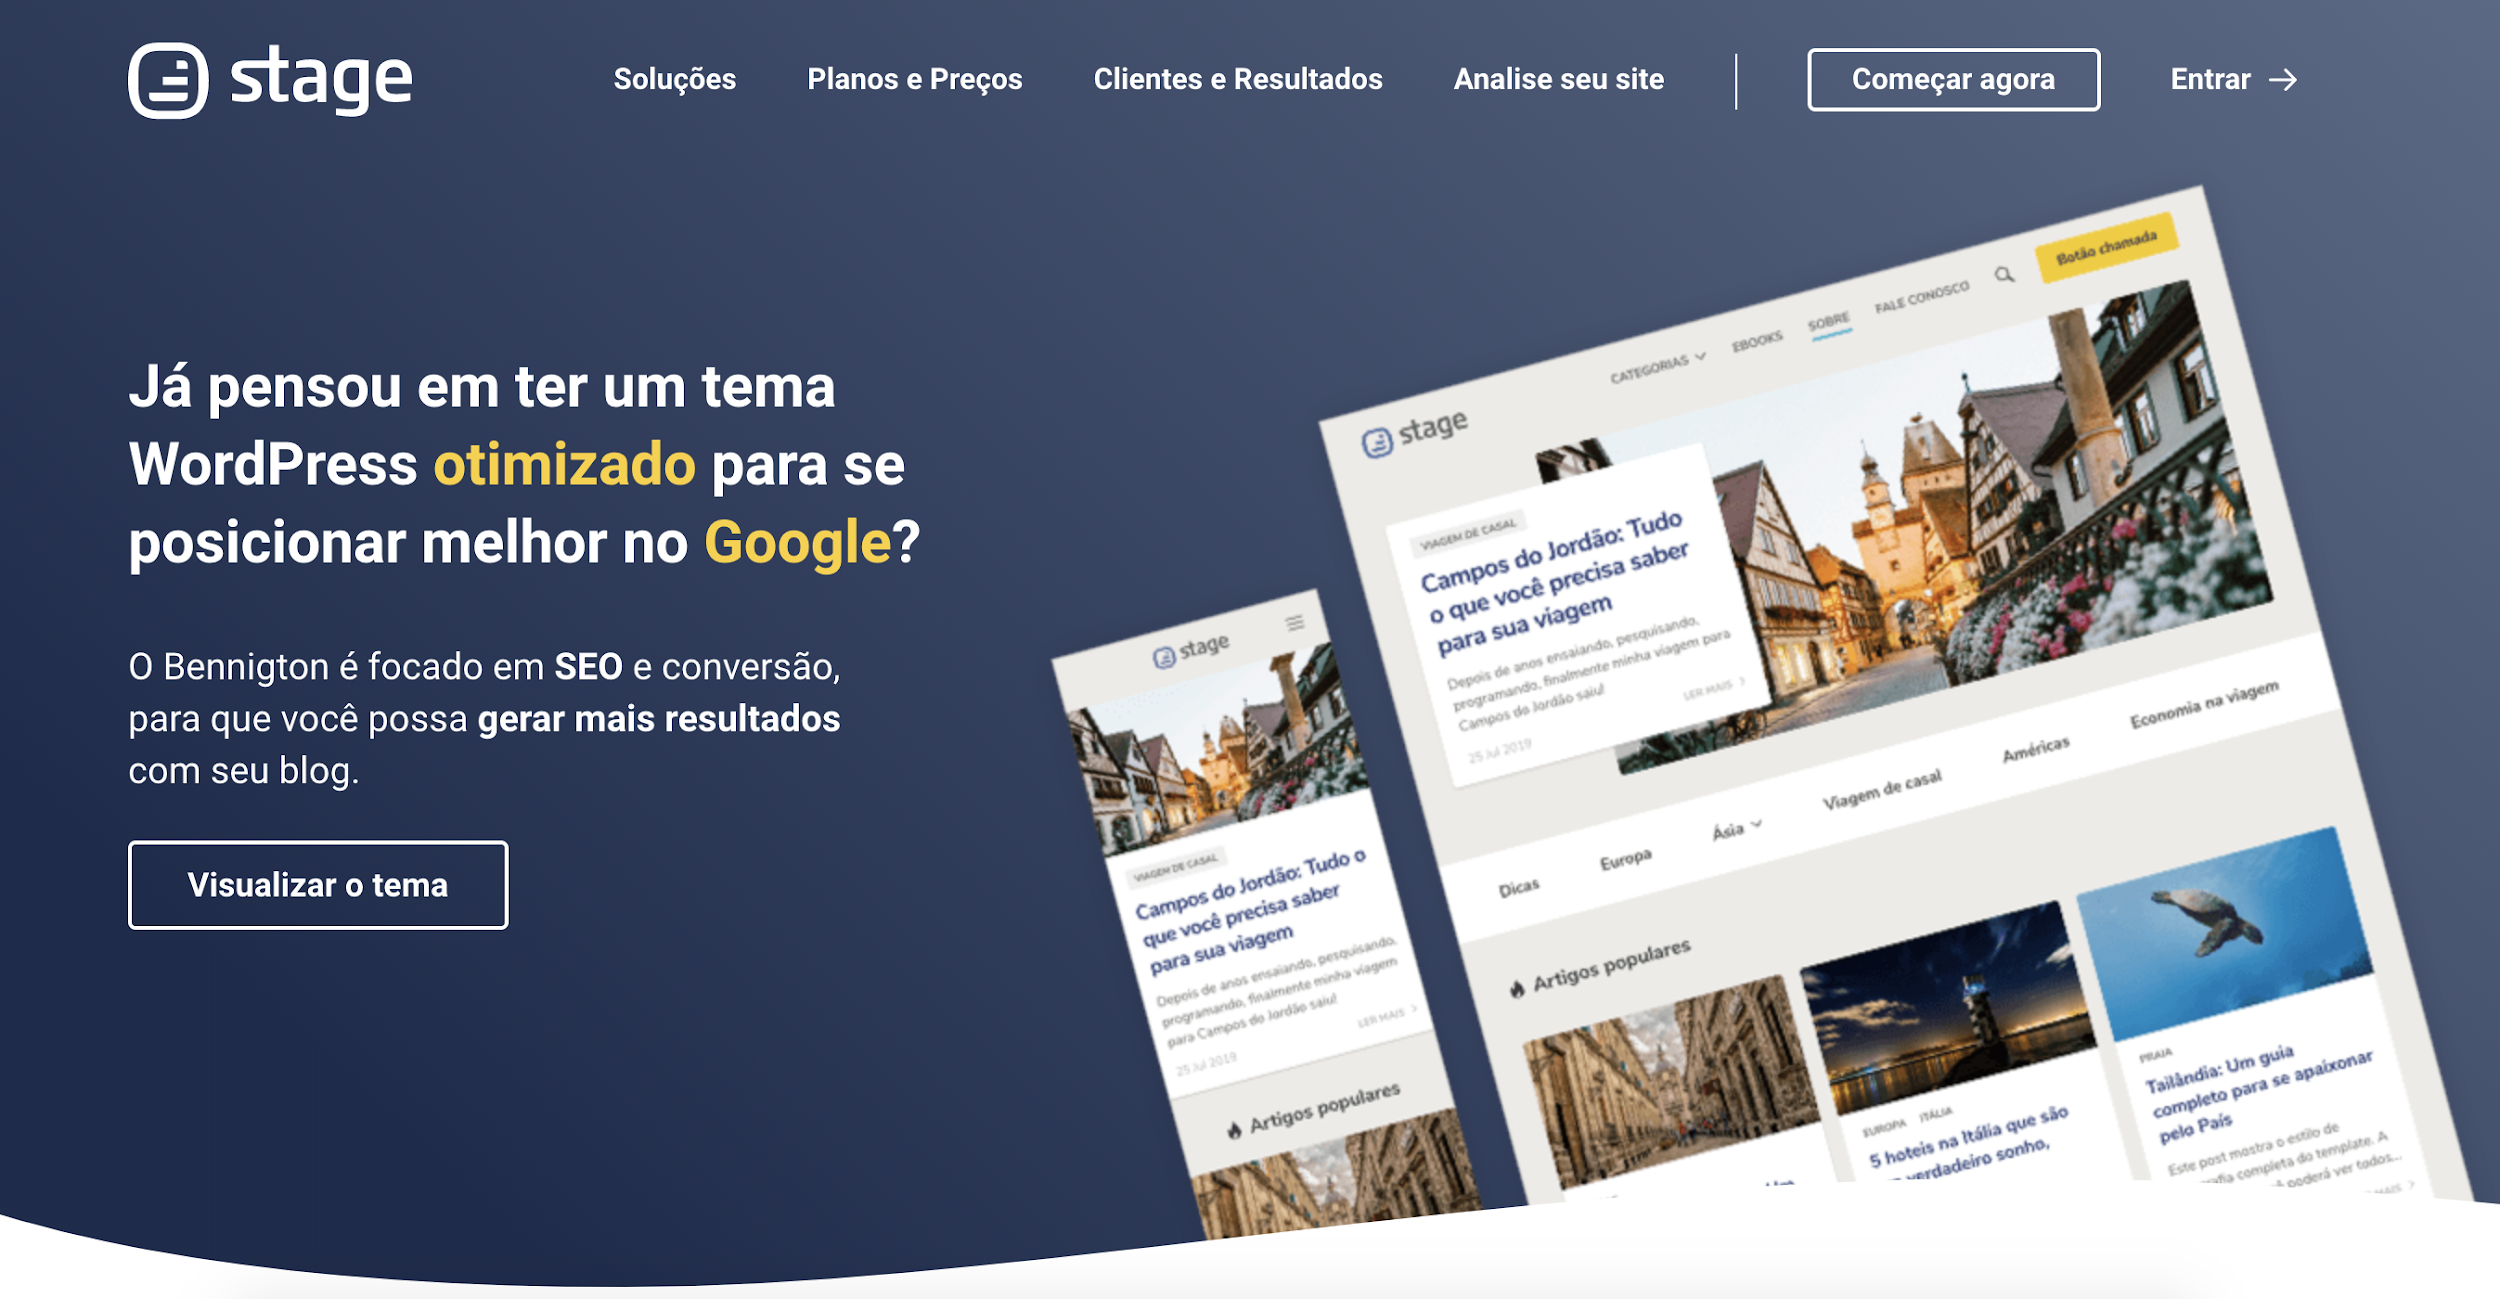 stage
Soluções
Planos e Preços
Clientes e Resultados
Analise seu site
Começar agora
Entrar
Já pensou em ter um tema
WordPress otimizado para se
posicionar melhor no Google?
O Bennigton é focado em SEO e conversão,
para que você possa gerar mais resultados
com seu blog.
Visualizar o tema
stage
VIAGEM DE CASAL
Campos do Jordão: Tudo o
que você precisa saber
para sua viagem
Depois de anos ensaiando, pesquisando,
programando, finalmente minha viagem
para Campos do Jordão saiu!
LER MAIS
25 Jul 2019
Artigos populares
stage
CATEGORIAS
EBOOKS
SOBRE
FALE CONOSCO
Botão chamada
VIAGEM DE CASAL
Campos do Jordão: Tudo
o que você precisa saber
para sua viagem
Depois de anos ensaiando, pesquisando,
programando, finalmente minha viagem para
Campos do Jordão saiu!
LER MAIS
25 Jul 2019
Dicas
Europa
Ásia
Viagem de casal
Américas
Economia na viagem
Artigos populares
EUROPA ITÁLIA
5 hoteis na Itália que são
verdadeiro sonho,
PRAIA
Tailândia: Um guia
completo para se apaixonar
pelo País
Este post mostra o estilo de
completa do template. A
poderá ver todos...